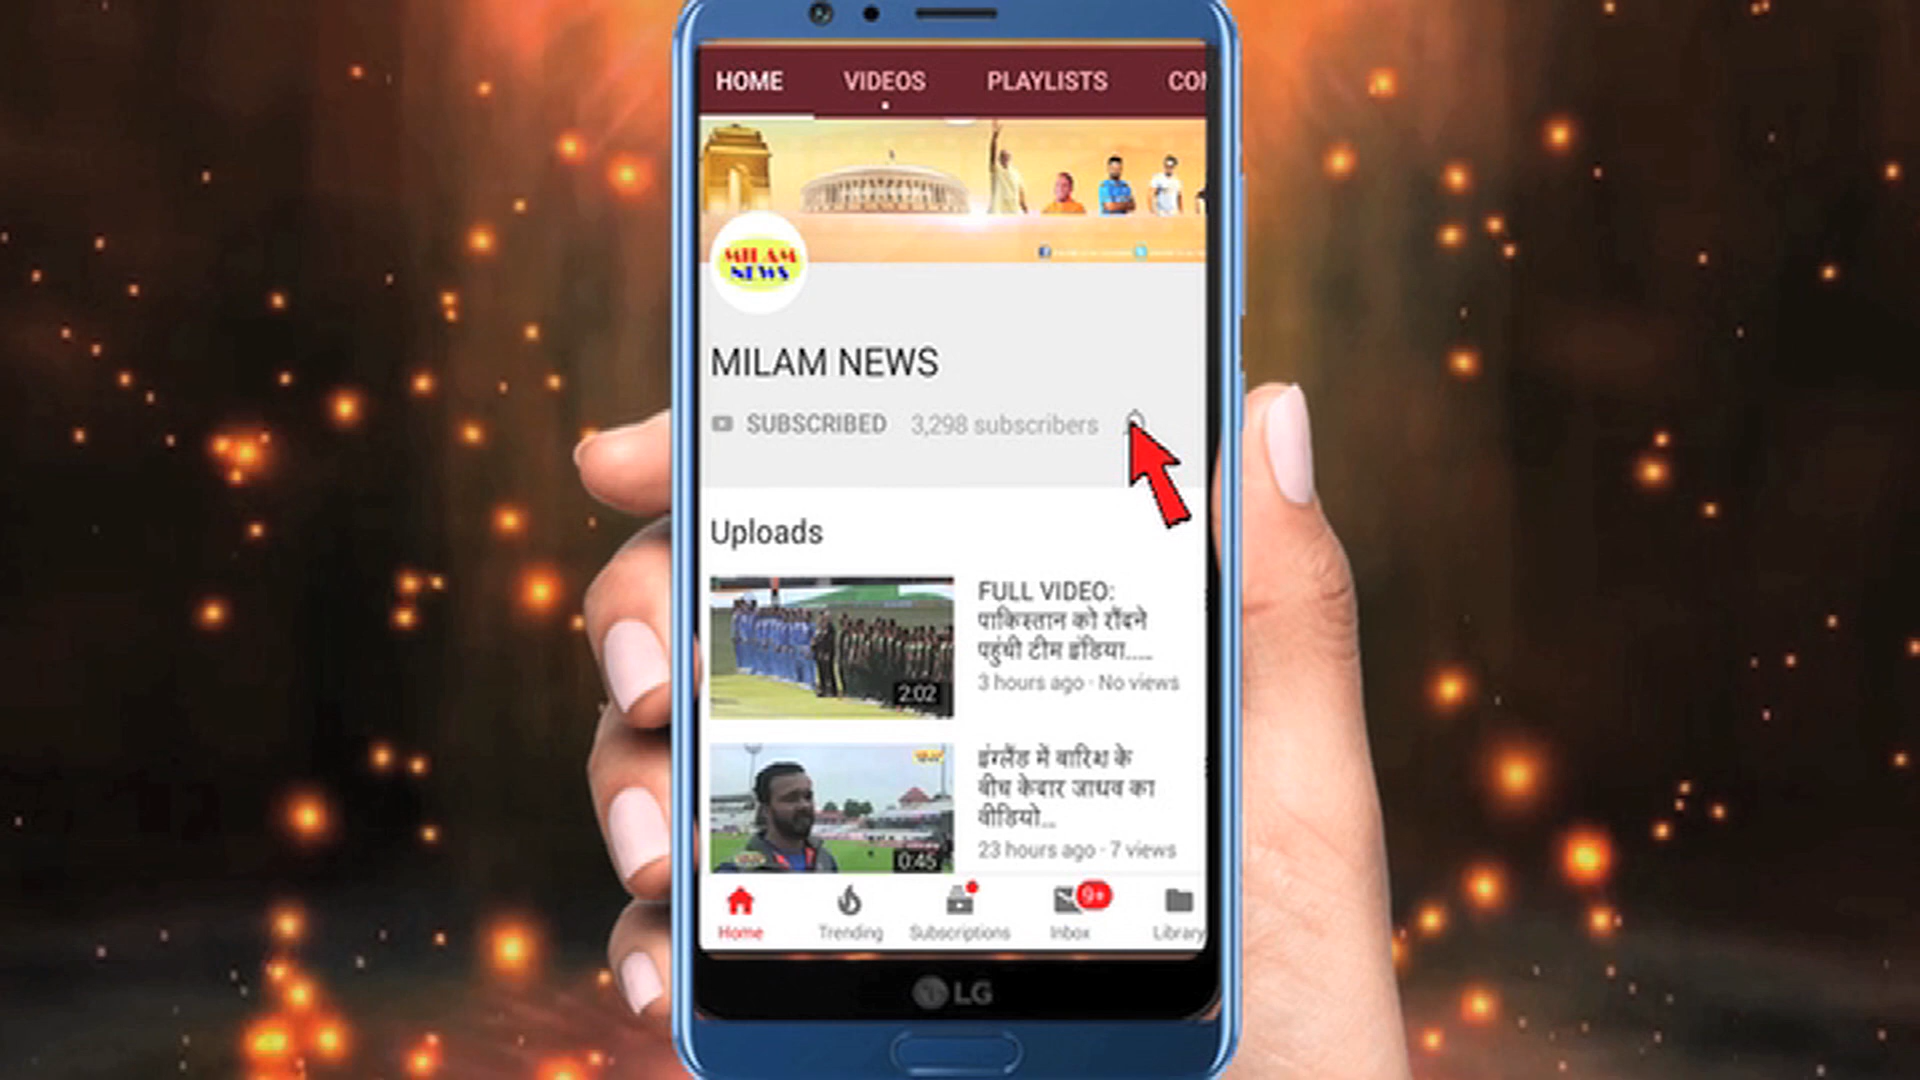 HOME VIDEOS PLAYLISTS
MILAM
NEWS
MILAM NEWS
SUBSCRIBED 3,298 subscribers
Uploads
FULL VIDEO:
पाकिस्तान को रौंदने
पहुंची टीम इंडिया.....
3 hours ago · No views
2:02
इंग्लैंड में बारिश के
बीच केदार जाधव का
वीडियो...
23 hours ago · 7 views
0:45
9+
Home Trending Subscriptions Inbox Library
LG